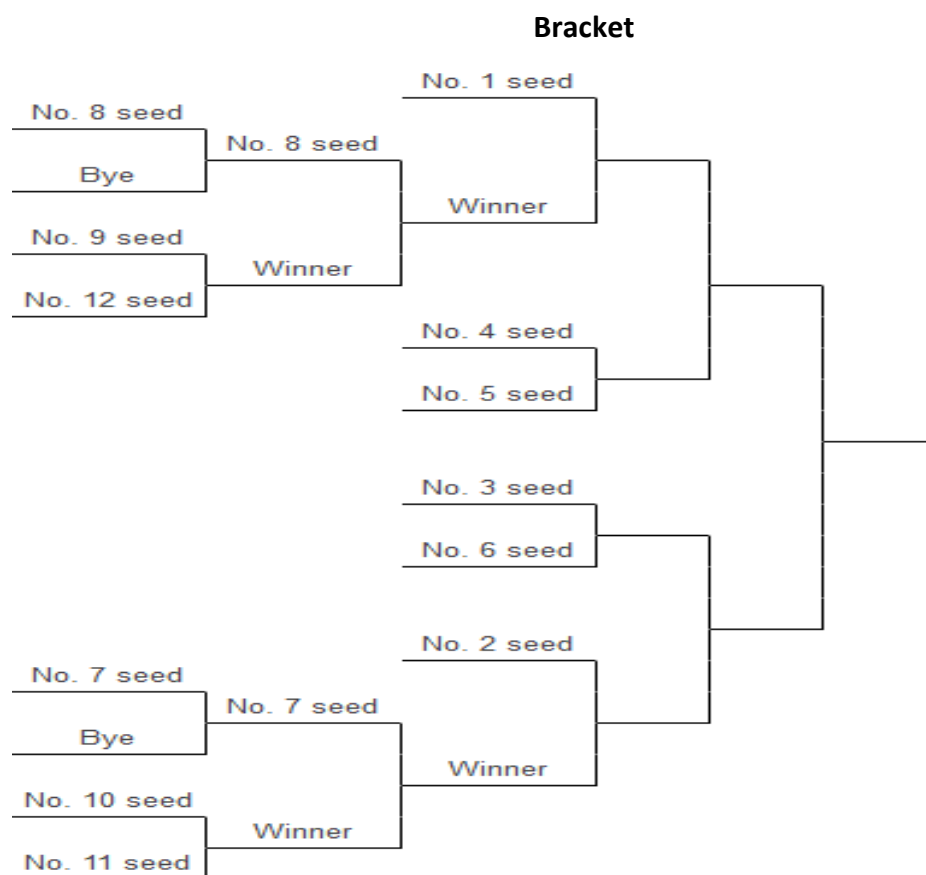 Bracket
No. 1 seed
No. 8 seed
No. 8 seed
Bye
Winner
No. 9 seed
Winner
No. 12 seed
No. 4 seed
No. 5 seed
No. 3 seed
No. 6 seed
No. 2 seed
No. 7 seed
No. 7 seed
Bye
Winner
No. 10 seed
Winner
No. 11 seed